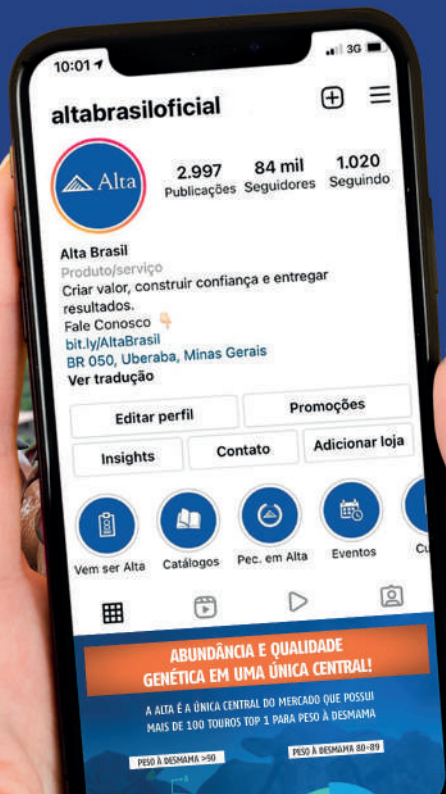 10:01
3G
altabrasiloficial
Alta
2.997 84 mil 1.020
Publicações Seguidores Seguindo
Alta Brasil
Produto/serviço
Criar valor, construir confiança e entregar
resultados.
Fale Conosco 👇🏻
bit.ly/AltaBrasil
BR 050, Uberaba, Minas Gerais
Ver tradução
Editar perfil Promoções
Insights Contato Adicionar loja
Vem ser Alta Catálogos Pec. em Alta Eventos Cu
ABUNDÂNCIA E QUALIDADE
GENÉTICA EM UMA ÚNICA CENTRAL!
A ALTA É A ÚNICA CENTRAL DO MERCADO QUE POSSUI
MAIS DE 100 TOUROS TOP 1 PARA PESO À DESMAMA
PESO À DESMAMA >90 PESO À DESMAMA 80-89